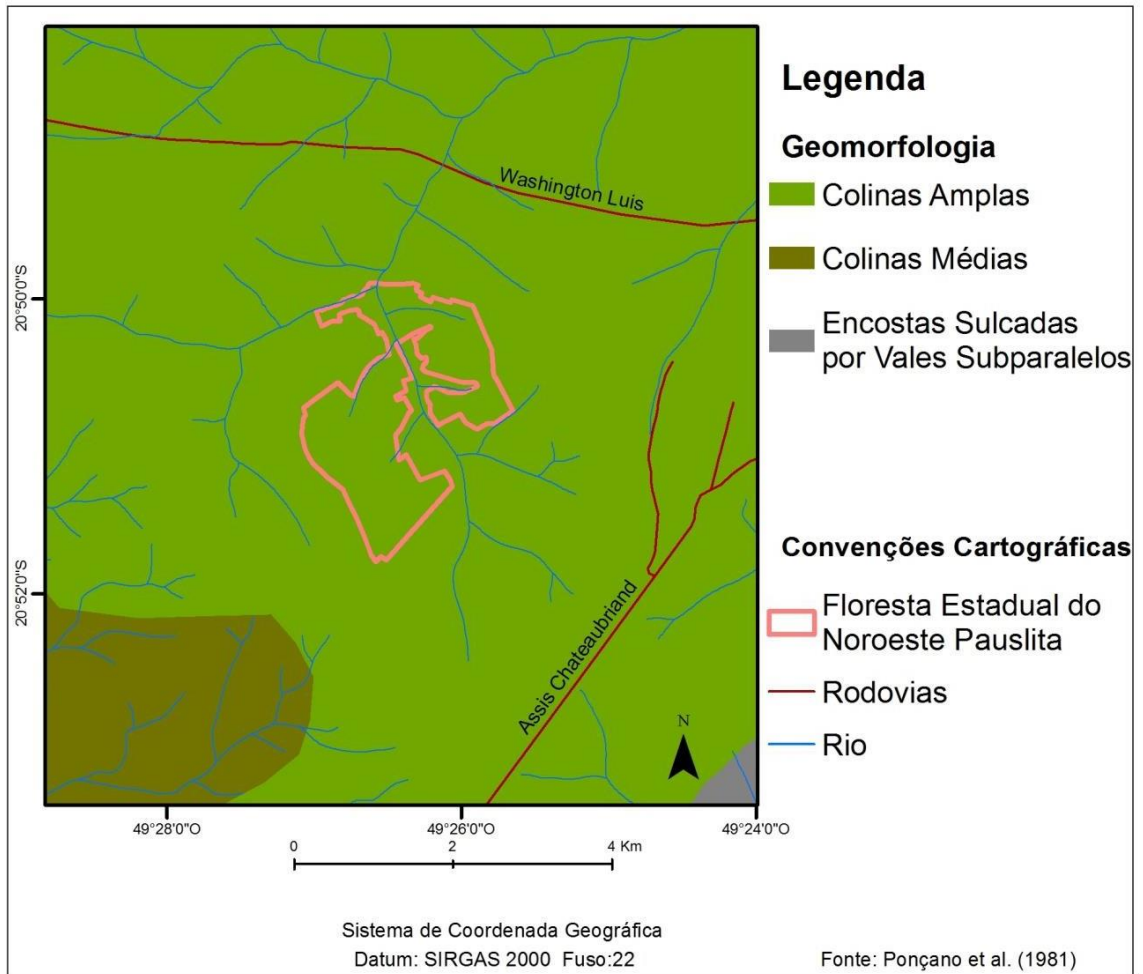 Legenda
Geomorfologia
Colinas Amplas
Colinas Médias
Encostas Sulcadas
por Vales Subparalelos
Convenções Cartográficas
Floresta Estadual do
Noroeste Pauslita
Rodovias
Rio
Washington Luis
Assis Chateaubriand
N
20°50'0"S
20°52'0"S
49°28'0"O
49°26'0"O
49°24'0"O
0 2 4 Km
Sistema de Coordenada Geográfica
Datum: SIRGAS 2000 Fuso:22
Fonte: Ponçano et al. (1981)